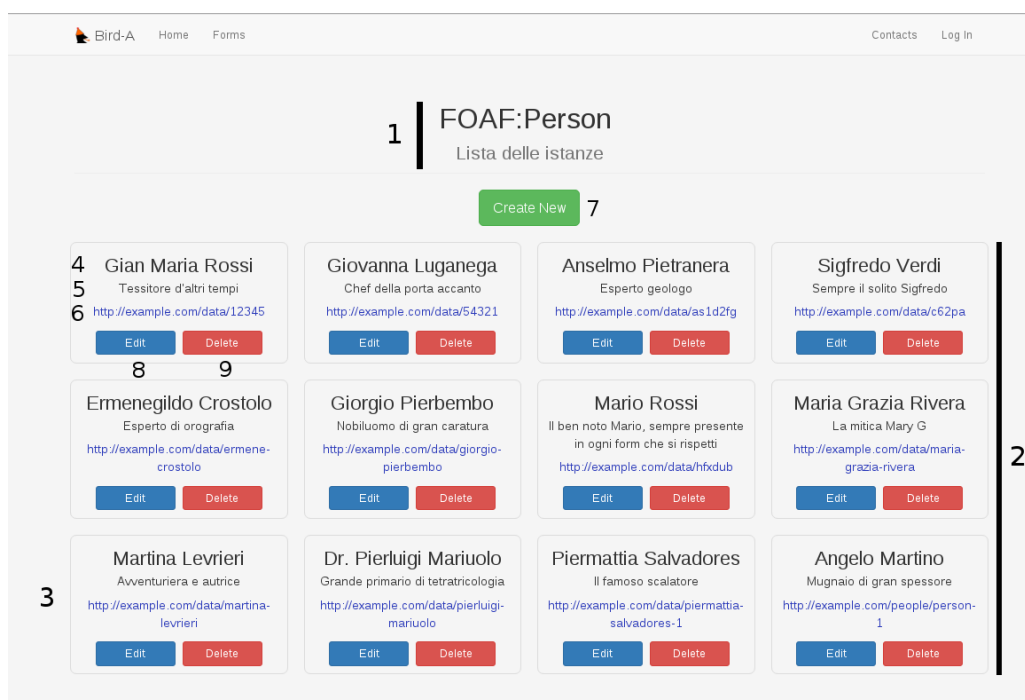 Bird-A Home Forms Contacts Log In
1
FOAF:Person
Lista delle istanze
Create New 7
4 Gian Maria Rossi
5 Tessitore d'altri tempi
6 http://example.com/data/12345
Edit Delete
8 9
Giovanna Luganega
Chef della porta accanto
http://example.com/data/54321
Edit Delete
Anselmo Pietranera
Esperto geologo
http://example.com/data/as1d2fg
Edit Delete
Sigfredo Verdi
Sempre il solito Sigfredo
http://example.com/data/c62pa
Edit Delete
2
Ermenegildo Crostolo
Esperto di orografia
http://example.com/data/ermene-
crostolo
Edit Delete
Giorgio Pierbembo
Nobiluomo di gran caratura
http://example.com/data/giorgio-
pierbembo
Edit Delete
Mario Rossi
Il ben noto Mario, sempre presente
in ogni form che si rispetti
http://example.com/data/hfxdub
Edit Delete
Maria Grazia Rivera
La mitica Mary G
http://example.com/data/maria-
grazia-rivera
Edit Delete
3
Martina Levrieri
Avventuriera e autrice
http://example.com/data/martina-
levrieri
Edit Delete
Dr. Pierluigi Mariuolo
Grande primario di tetratricologia
http://example.com/data/pierluigi-
mariuolo
Edit Delete
Piermattia Salvadores
Il famoso scalatore
http://example.com/data/piermattia-
salvadores-1
Edit Delete
Angelo Martino
Mugnaio di gran spessore
http://example.com/people/person-
1
Edit Delete